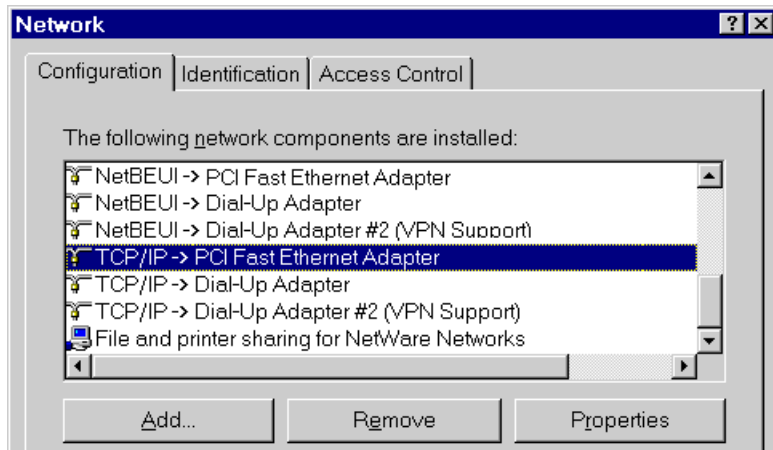 Network
Configuration Identification Access Control
The following network components are installed:
NetBEUI -> PCI Fast Ethernet Adapter
NetBEUI -> Dial-Up Adapter
NetBEUI -> Dial-Up Adapter #2 (VPN Support)
TCP/IP -> PCI Fast Ethernet Adapter
TCP/IP -> Dial-Up Adapter
TCP/IP -> Dial-Up Adapter #2 (VPN Support)
File and printer sharing for NetWare Networks
Add... Remove Properties